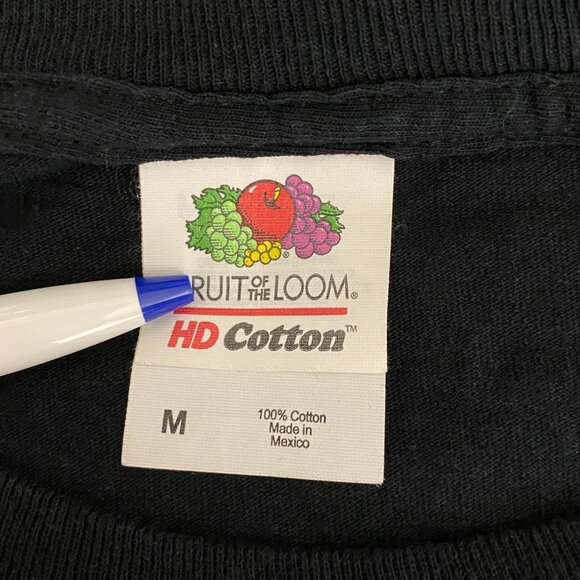 RUIT OF THE LOOM®
HD Cotton™
M
100% Cotton
Made in
Mexico